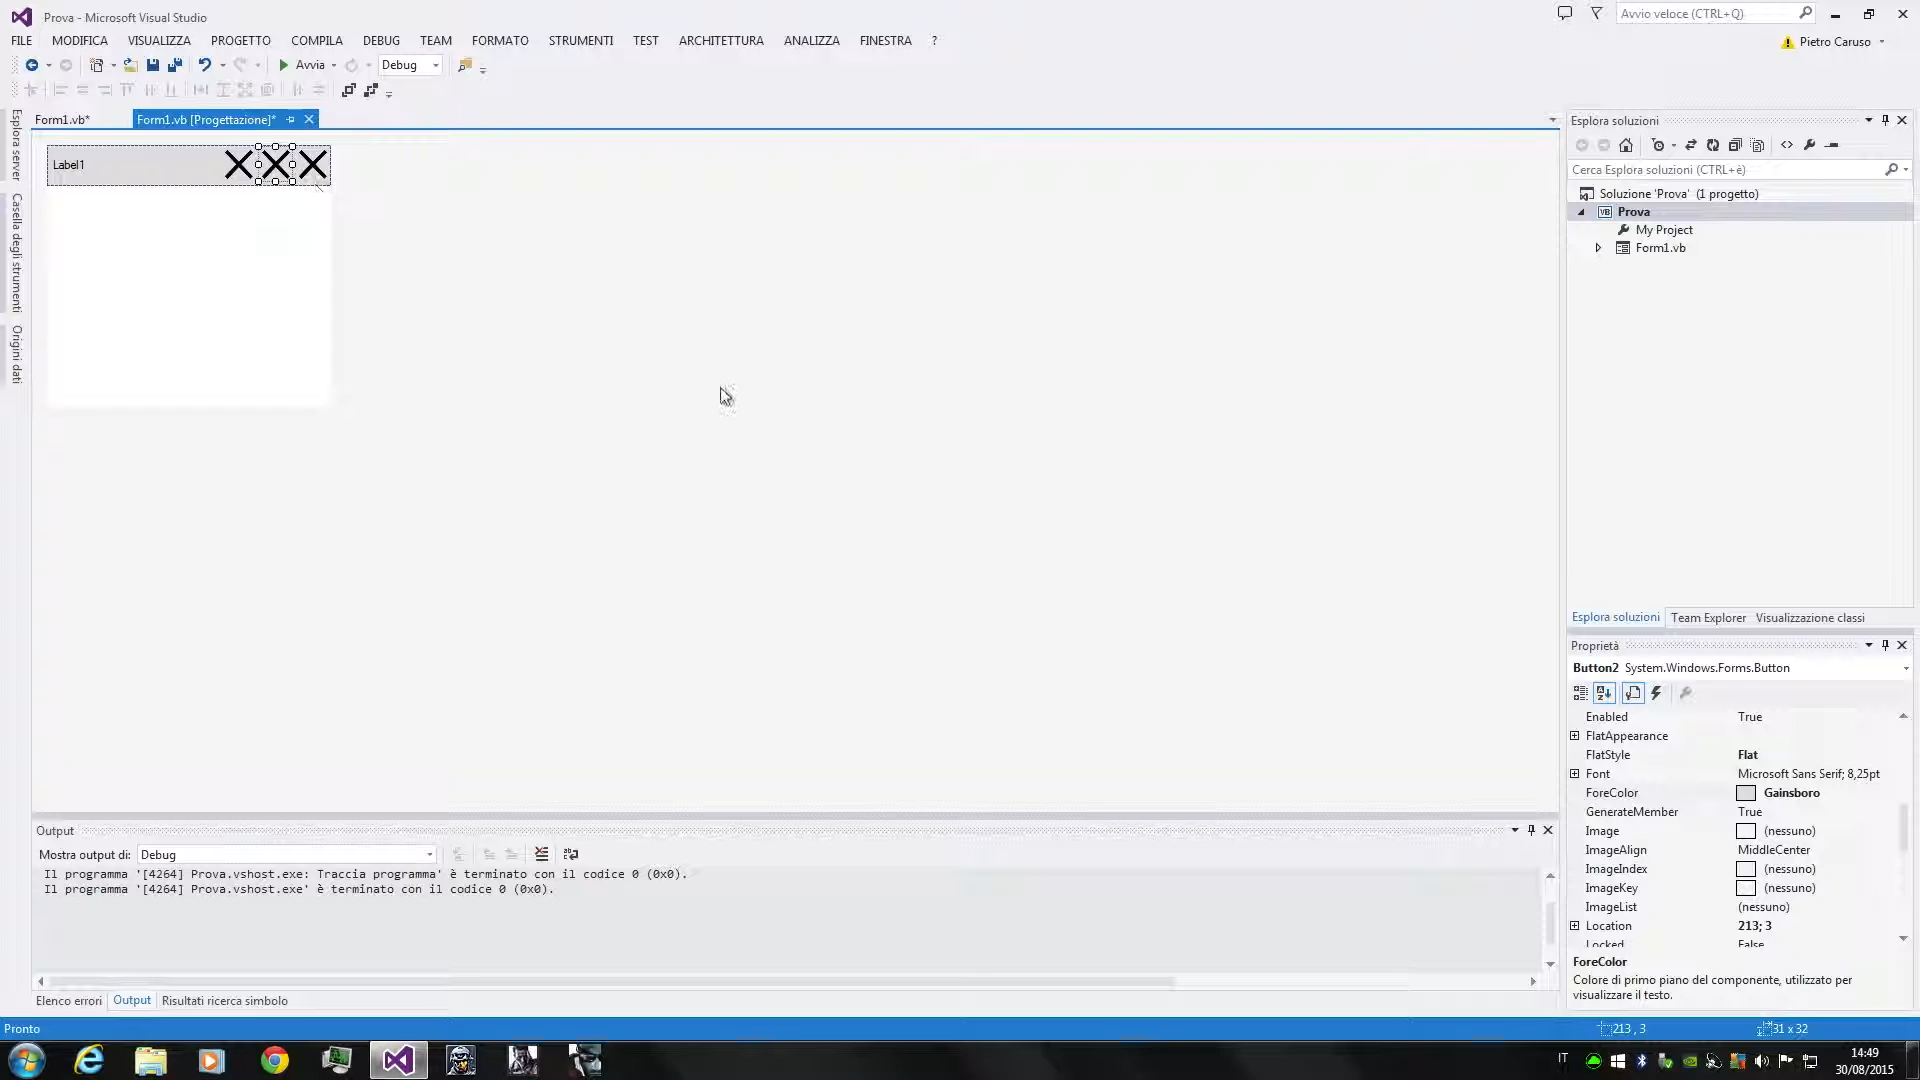 Prova - Microsoft Visual Studio
Avvio veloce (CTRL+Q)
FILE MODIFICA VISUALIZZA PROGETTO COMPILA DEBUG TEAM FORMATO STRUMENTI TEST ARCHITETTURA ANALIZZA FINESTRA ?
Pietro Caruso
Avvia Debug
Form1.vb* Form1.vb [Progettazione]*
Esplora server
Casella degli strumenti
Origini dati
Label1
Esplora soluzioni
Cerca Esplora soluzioni (CTRL+è)
Soluzione 'Prova' (1 progetto)
VB Prova
My Project
Form1.vb
Esplora soluzioni Team Explorer Visualizzazione classi
Proprietà
Button2 System.Windows.Forms.Button
Enabled True
FlatAppearance
FlatStyle Flat
Font Microsoft Sans Serif; 8,25pt
ForeColor Gainsboro
GenerateMember True
Image (nessuno)
ImageAlign MiddleCenter
ImageIndex (nessuno)
ImageKey (nessuno)
ImageList (nessuno)
Location 213; 3
Locked False
ForeColor
Colore di primo piano del componente, utilizzato per
visualizzare il testo.
Output
Mostra output di: Debug
Il programma '[4264] Prova.vshost.exe: Traccia programma' è terminato con il codice 0 (0x0).
Il programma '[4264] Prova.vshost.exe' è terminato con il codice 0 (0x0).
Elenco errori Output Risultati ricerca simbolo
Pronto
213 , 3
31 x 32
IT
14:49
30/08/2015